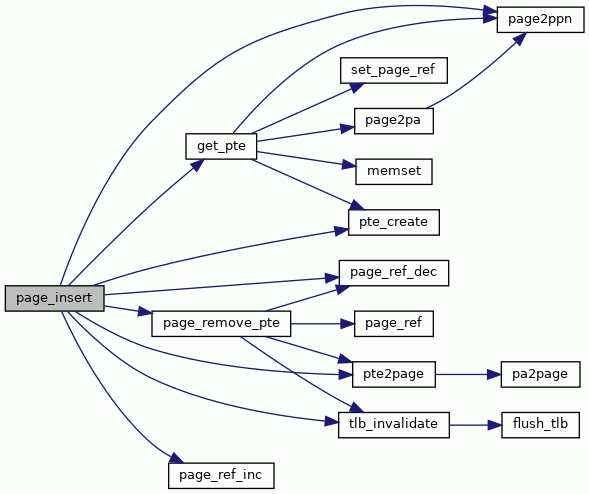 page2ppn
set_page_ref
page2pa
get_pte
memset
pte_create
page_ref_dec
page_insert
page_remove_pte
page_ref
pte2page
pa2page
tlb_invalidate
flush_tlb
page_ref_inc